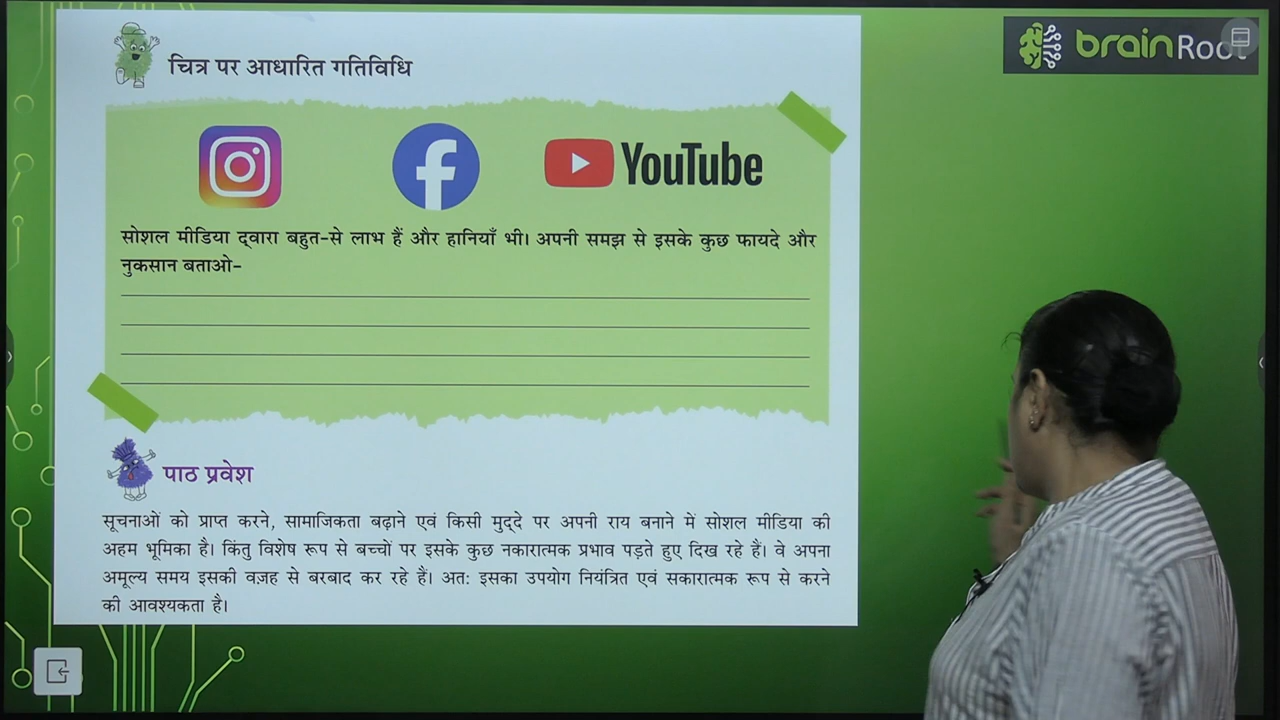 brainRoot
चित्र पर आधारित गतिविधि
YouTube
सोशल मीडिया द्वारा बहुत-से लाभ हैं और हानियाँ भी। अपनी समझ से इसके कुछ फायदे और
नुकसान बताओ-
पाठ प्रवेश
सूचनाओं को प्राप्त करने, सामाजिकता बढ़ाने एवं किसी मुद्दे पर अपनी राय बनाने में सोशल मीडिया की
अहम भूमिका है। किंतु विशेष रूप से बच्चों पर इसके कुछ नकारात्मक प्रभाव पड़ते हुए दिख रहे हैं। वे अपना
अमूल्य समय इसकी वज़ह से बरबाद कर रहे हैं। अतः इसका उपयोग नियंत्रित एवं सकारात्मक रूप से करने
की आवश्यकता है।